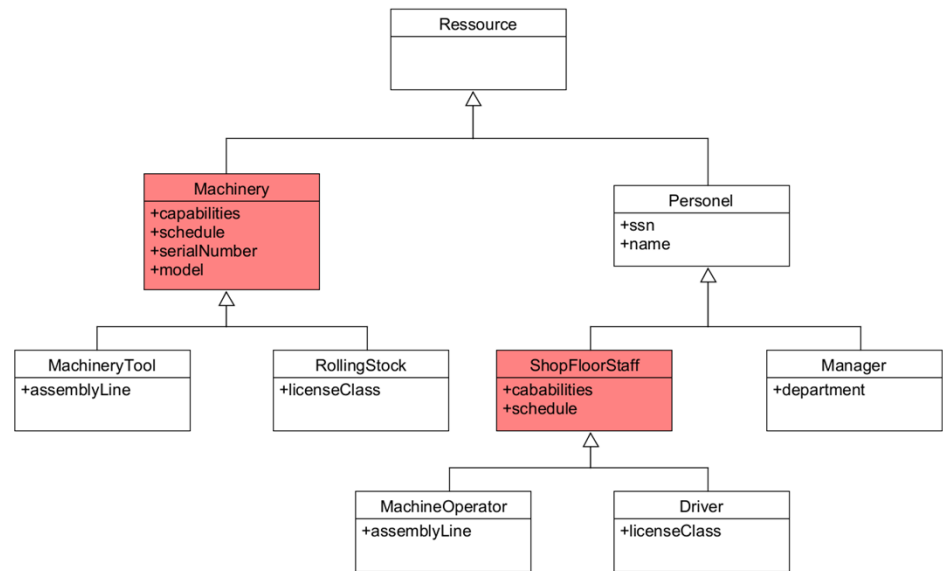 Ressource
Machinery
+capabilities
+schedule
+serialNumber
+model
Personel
+ssn
+name
MachineryTool
+assemblyLine
RollingStock
+licenseClass
ShopFloorStaff
+cababilities
+schedule
Manager
+department
MachineOperator
+assemblyLine
Driver
+licenseClass